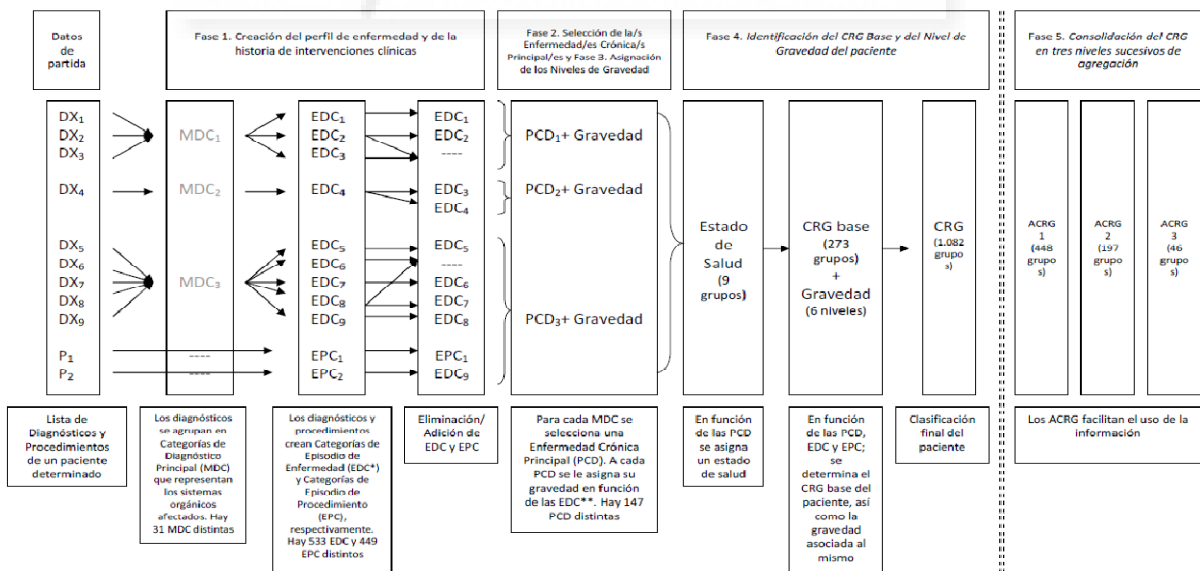 Datos
de
partida
Fase 1. Creación del perfil de enfermedad y de la
historia de intervenciones clínicas
Fase 2. Selección de la/s
Enfermedad/es Crónica/s
Principal/es y Fase 3. Asignación
de los Niveles de Gravedad
Fase 4. Identificación del CRG Base y del Nivel de
Gravedad del paciente
Fase 5. Consolidación del CRG
en tres niveles sucesivos de
agregación
DX1
DX2
DX3
DX4
DX5
DX6
DX7
DX8
DX9
P1
P2
MDC1
MDC2
MDC3
----
----
EDC1
EDC2
EDC3
EDC4
EDC5
EDC6
EDC7
EDC8
EDC9
EPC1
EPC2
EDC1
EDC2
----
EDC3
EDC4
EDC5
----
EDC6
EDC7
EDC8
EPC1
EDC9
PCD1+ Gravedad
PCD2+ Gravedad
PCD3+ Gravedad
Estado
de
Salud
(9
grupos)
CRG base
(273
grupos)
+
Gravedad
(6 niveles)
CRG
(1.082
grupo
s)
ACRG
1
(448
grupo
s)
ACRG
2
(197
grupo
s)
ACRG
3
(46
grupo
s)
Lista de
Diagnósticos y
Procedimientos
de un paciente
determinado
Los diagnósticos
se agrupan en
Categorías de
Diagnóstico
Principal (MDC)
que representan
los sistemas
orgánicos
afectados. Hay
31 MDC distintas
Los diagnósticos y
procedimientos
crean Categorías de
Episodio de
Enfermedad (EDC*)
y Categorías de
Episodio de
Procedimiento
(EPC),
respectivamente.
Hay 533 EDC y 449
EPC distintos
Eliminación/
Adición de
EDC y EPC
Para cada MDC se
selecciona una
Enfermedad Crónica
Principal (PCD). A cada
PCD se le asigna su
gravedad en función
de las EDC**. Hay 147
PCD distintas
En función
de las PCD
se asigna
un estado
de salud
En función
de las PCD,
EDC y EPC;
se
determina el
CRG base del
paciente, así
como la
gravedad
asociada al
mismo
Clasificación
final del
paciente
Los ACRG facilitan el uso de la
información